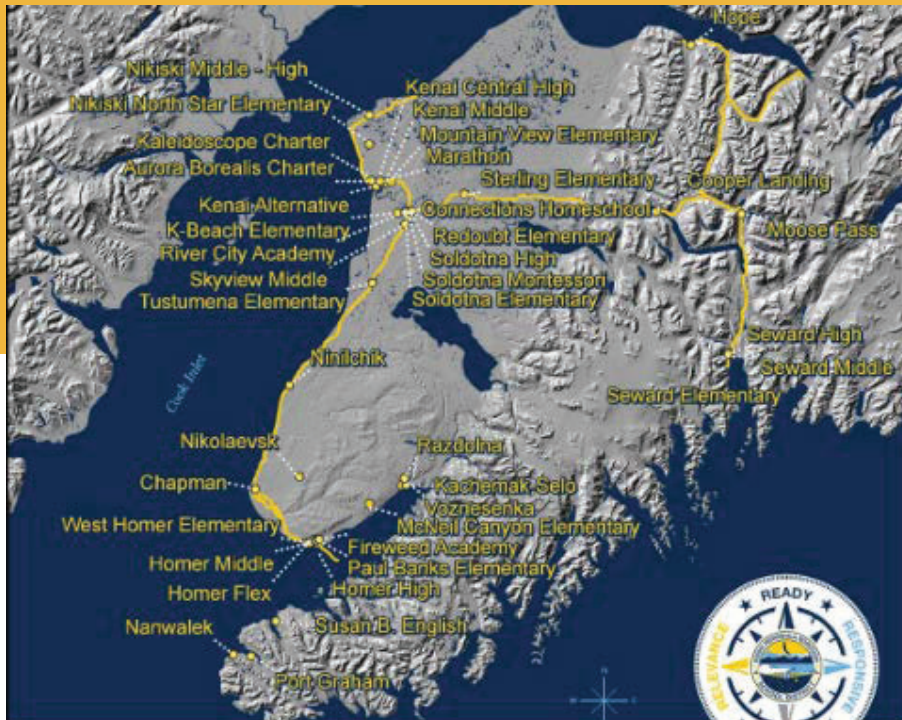 Hope
Nikiski Middle - High
Kenai Central High
Nikiski North Star Elementary
Kenai Middle
Kaleidoscope Charter
Mountain View Elementary
Marathon
Aurora Borealis Charter
Sterling Elementary
Cooper Landing
Kenai Alternative
Connections Homeschool
K-Beach Elementary
Redoubt Elementary
Moose Pass
River City Academy
Soldotna High
Skyview Middle
Soldotna Montessori
Tustumena Elementary
Soldotna Elementary
Seward High
Ninilchik
Seward Middle
Cook Inlet
Seward Elementary
Nikolaevsk
Razdolna
Chapman
Kachemak-Selo
Voznesenka
West Homer Elementary
McNeil Canyon Elementary
Fireweed Academy
Homer Middle
Paul Banks Elementary
Homer Flex
Homer High
Nanwalek
Susan B. English
Port Graham
N
READY
RELEVANCE
RESPONSIVE